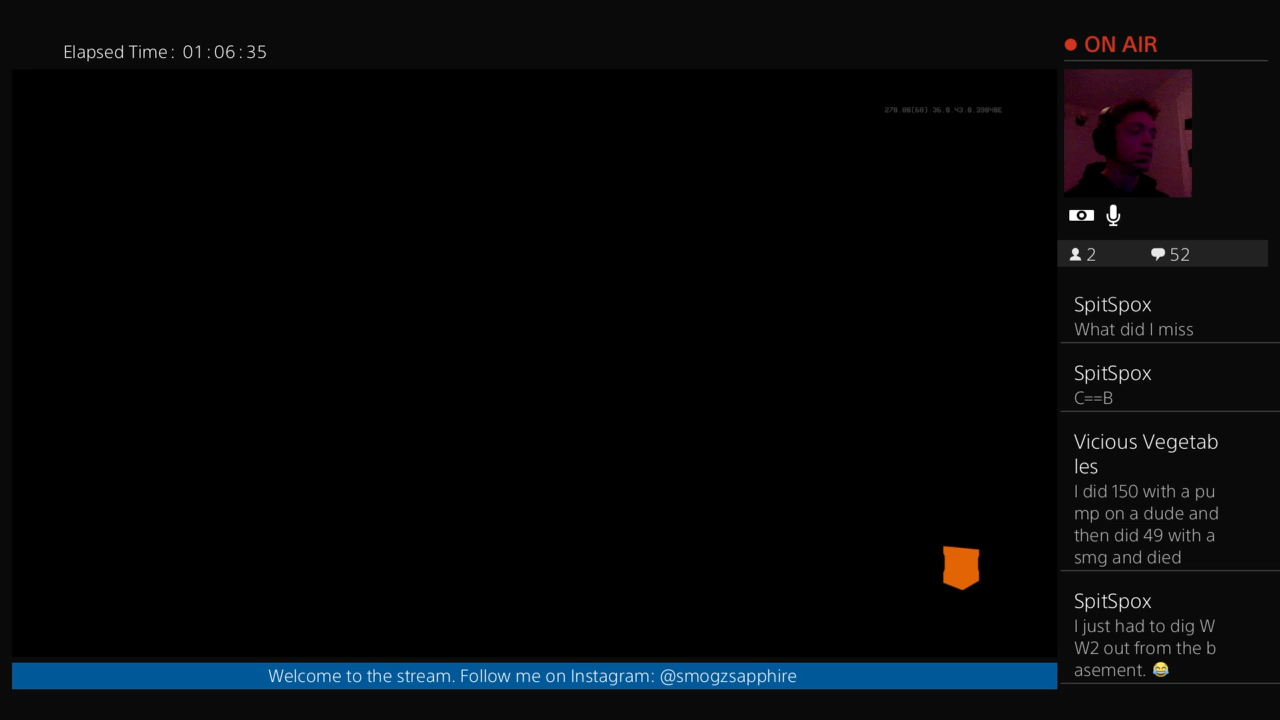 Elapsed Time: 01:06:35
ON AIR
2
52
SpitSpox
What did I miss
SpitSpox
C==B
Vicious Vegetab
les
I did 150 with a pu
mp on a dude and
then did 49 with a
smg and died
SpitSpox
I just had to dig W
W2 out from the b
asement. 😂
Welcome to the stream. Follow me on Instagram: @smogzsapphire